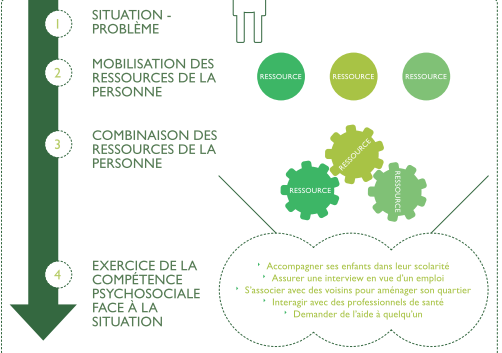 1
SITUATION -
PROBLÈME
2
MOBILISATION DES
RESSOURCES DE LA
PERSONNE
RESSOURCE
RESSOURCE
RESSOURCE
3
COMBINAISON DES
RESSOURCES DE LA
PERSONNE
RESSOURCE
RESSOURCE
RESSOURCE
4
EXERCICE DE LA
COMPÉTENCE
PSYCHOSOCIALE
FACE À LA
SITUATION
Accompagner ses enfants dans leur scolarité
Assurer une interview en vue d'un emploi
S'associer avec des voisins pour aménager son quartier
Interagir avec des professionnels de santé
Demander de l'aide à quelqu'un